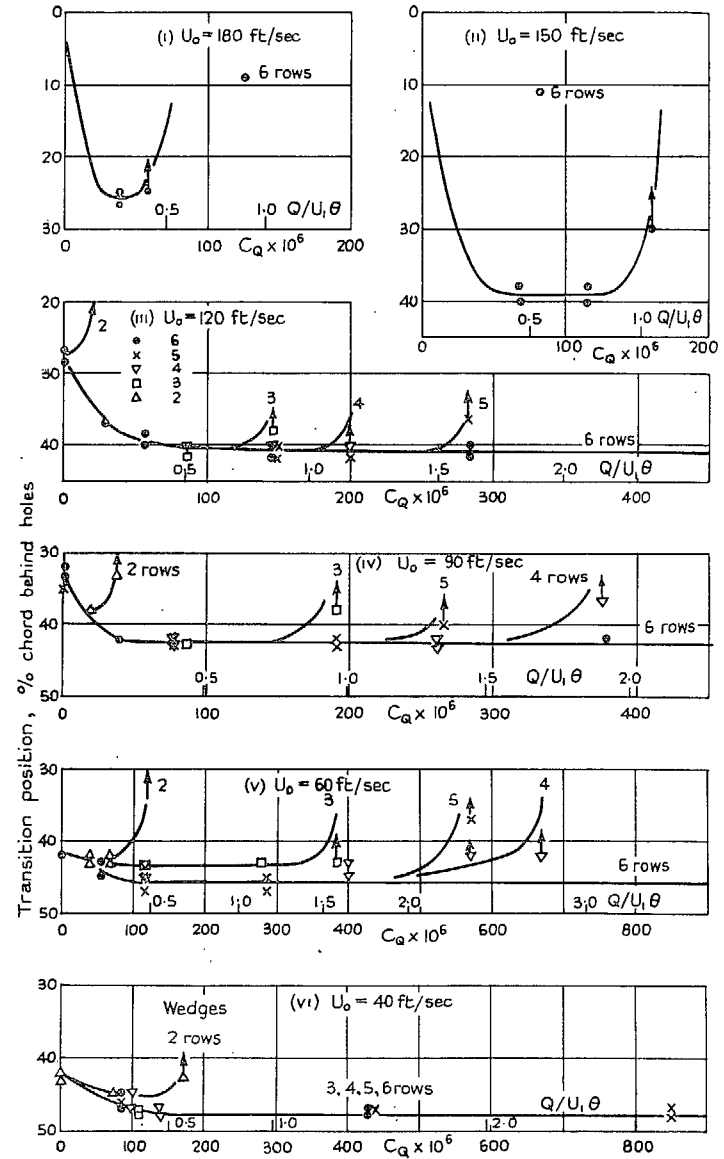 0
(i) U₀ = 180 ft/sec
6 rows
10
20
30
0.5 1.0 Q/U₁θ
0 100 200
C_Q × 10⁶
0
(ii) U₀ = 150 ft/sec
6 rows
10
20
30
40
0.5 1.0 Q/U₁θ
0 100 200
C_Q × 10⁶
20
(iii) U₀ = 120 ft/sec
2
6
5
4
3
2
30
3 4 5
6 rows
40
0.5 1.0 1.5 2.0 Q/U₁θ
0 100 200 300 400
C_Q × 10⁶
Transition position, % chord behind holes
30
(iv) U₀ = 90 ft/sec
2 rows 3 5 4 rows
6 rows
40
0.5 1.0 1.5 Q/U₁θ 2.0
50
0 100 200 300 400
C_Q × 10⁶
30
(v) U₀ = 60 ft/sec
2 3 5 4
40
6 rows
0.5 1.0 1.5 2.0 3.0 Q/U₁θ
50
0 200 400 600 800
C_Q × 10⁶
30
Wedges
(vi) U₀ = 40 ft/sec
2 rows
40
3, 4, 5, 6 rows
Q/U₁θ
0.5 1.0 2.0
50
0 200 400 600 800
C_Q × 10⁶